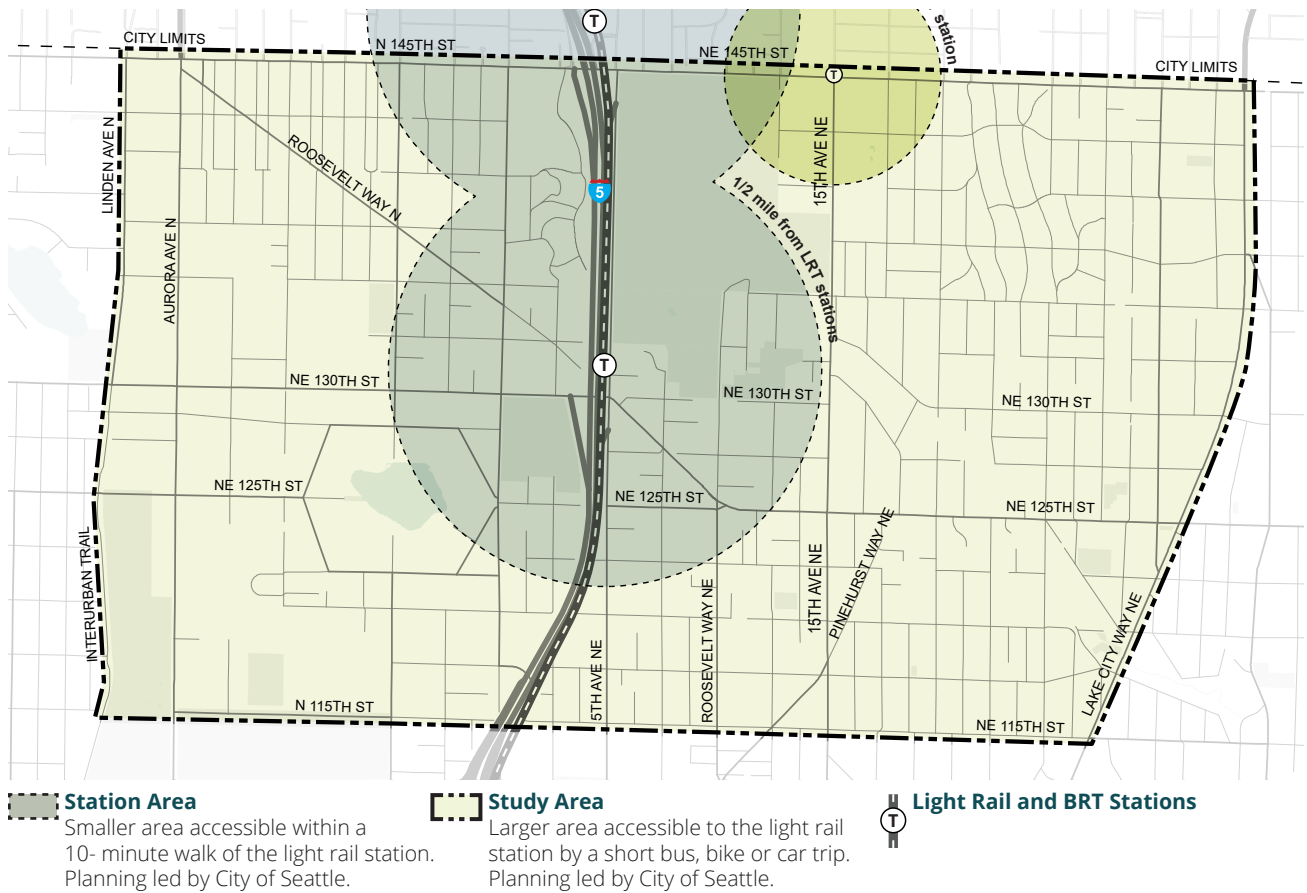 T
station
CITY LIMITS
N 145TH ST
NE 145TH ST
CITY LIMITS
T
LINDEN AVE N
ROOSEVELT WAY N
5
15TH AVE NE
1/2 mile from LRT stations
AURORA AVE N
T
NE 130TH ST
NE 130TH ST
NE 130TH ST
NE 125TH ST
NE 125TH ST
NE 125TH ST
INTERURBAN TRAIL
15TH AVE NE
PINEHURST WAY NE
5TH AVE NE
ROOSEVELT WAY NE
LAKE CITY WAY NE
N 115TH ST
NE 115TH ST
Station Area
Smaller area accessible within a
10- minute walk of the light rail station.
Planning led by City of Seattle.
Study Area
Larger area accessible to the light rail
station by a short bus, bike or car trip.
Planning led by City of Seattle.
T
Light Rail and BRT Stations